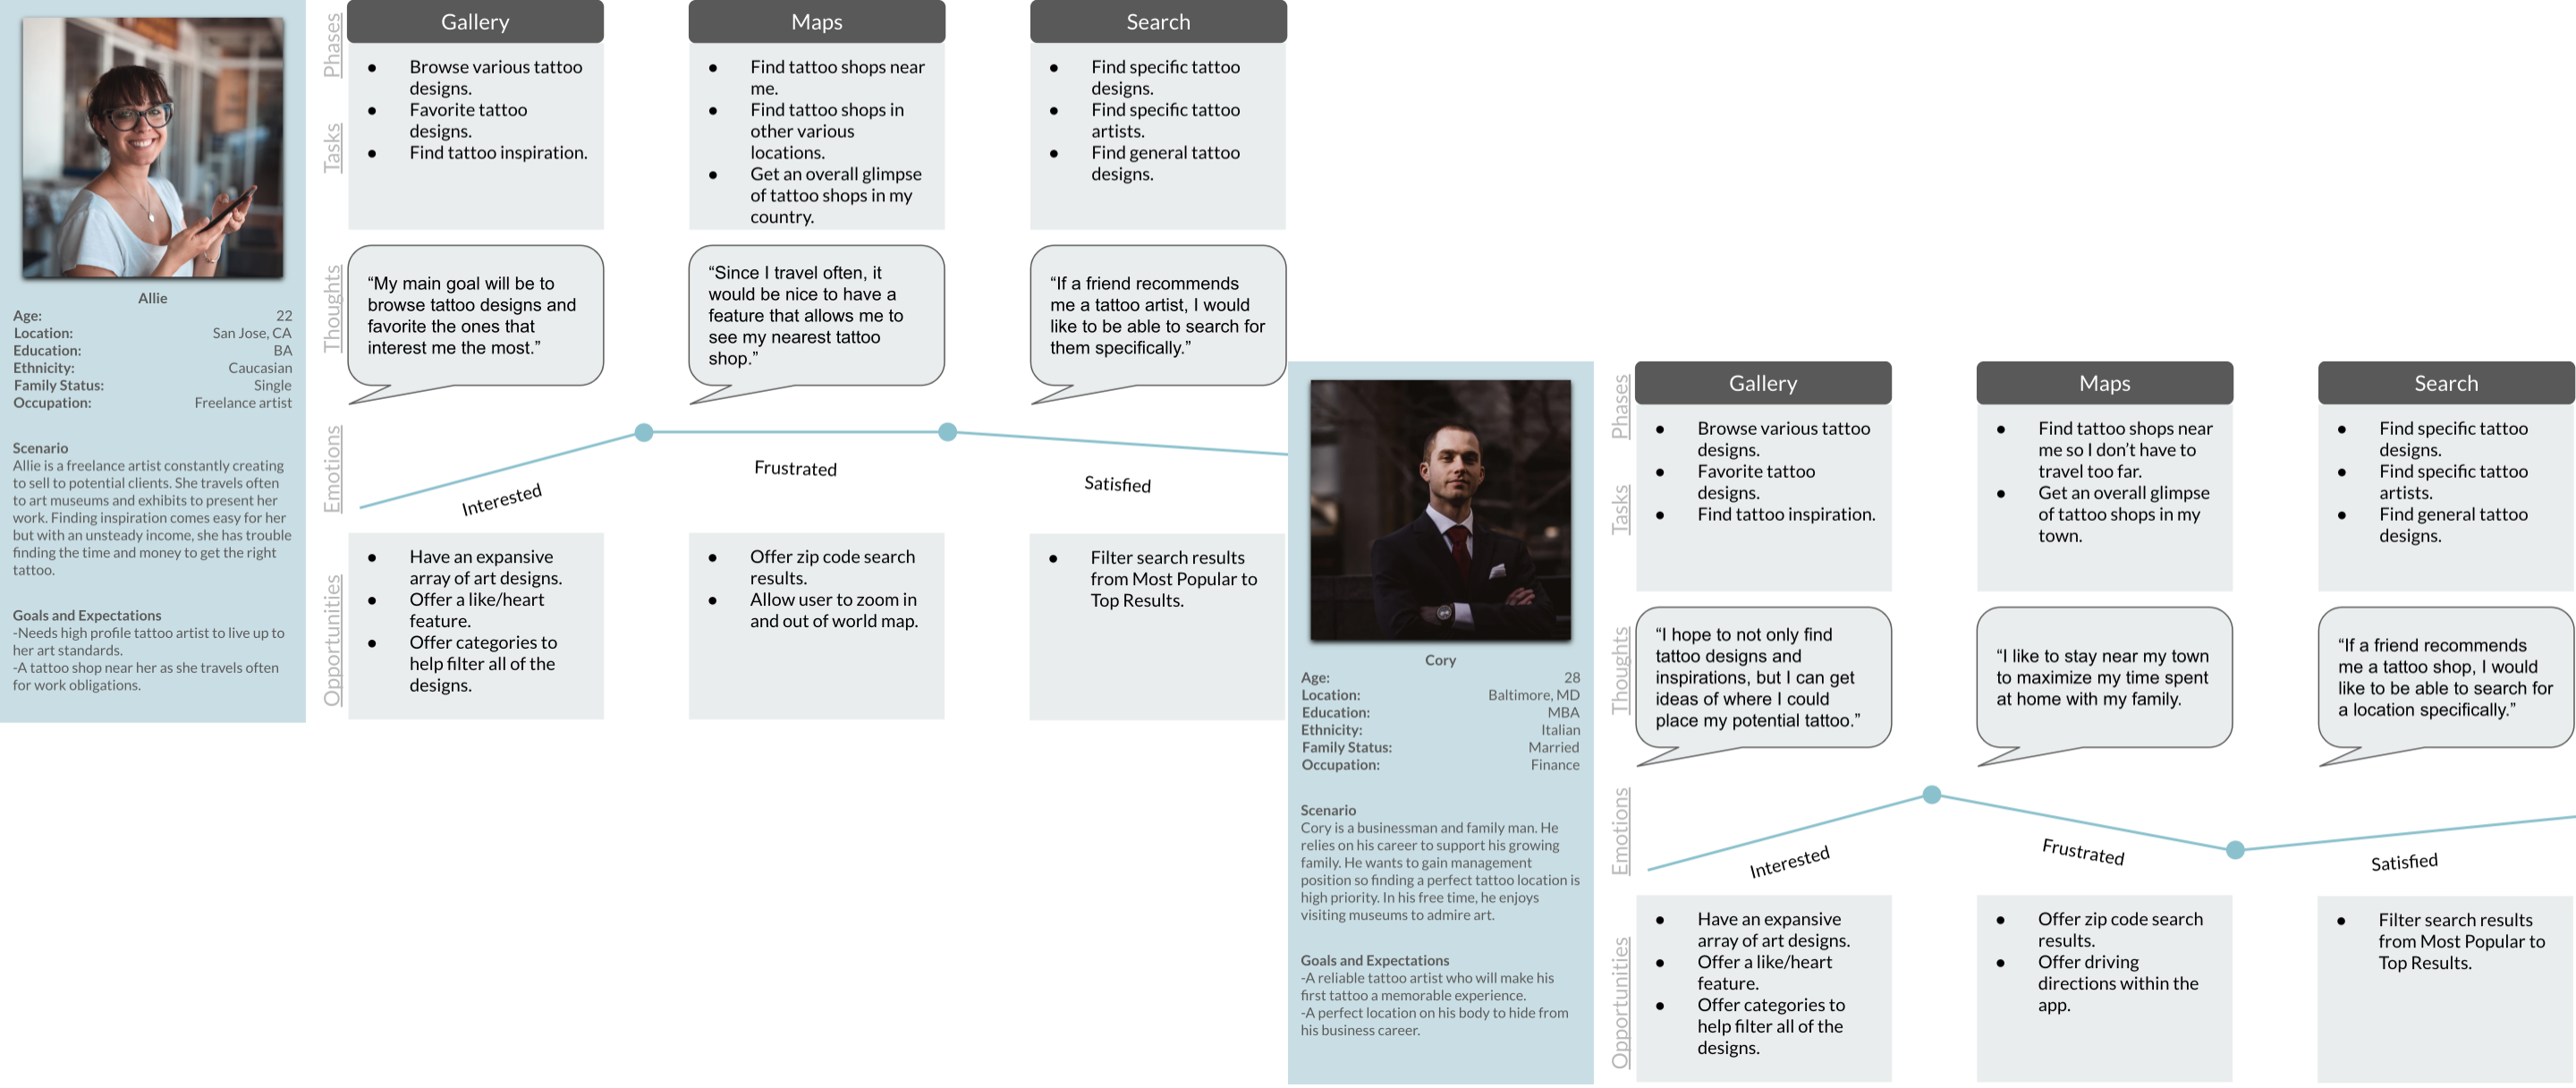 Allie
Age: 22
Location: San Jose, CA
Education: BA
Ethnicity: Caucasian
Family Status: Single
Occupation: Freelance artist
Scenario
Allie is a freelance artist constantly creating
to sell to potential clients. She travels often
to art museums and exhibits to present her
work. Finding inspiration comes easy for her
but with an unsteady income, she has trouble
finding the time and money to get the right
tattoo.
Goals and Expectations
-Needs high profile tattoo artist to live up to
her art standards.
-A tattoo shop near her as she travels often
for work obligations.
Phases
Gallery
Maps
Search
Tasks
● Browse various tattoo
designs.
● Favorite tattoo
designs.
● Find tattoo inspiration.
● Find tattoo shops near
me.
● Find tattoo shops in
other various
locations.
● Get an overall glimpse
of tattoo shops in my
country.
● Find specific tattoo
designs.
● Find specific tattoo
artists.
● Find general tattoo
designs.
Thoughts
“My main goal will be to
browse tattoo designs and
favorite the ones that
interest me the most.”
“Since I travel often, it
would be nice to have a
feature that allows me to
see my nearest tattoo
shop.”
“If a friend recommends
me a tattoo artist, I would
like to be able to search for
them specifically.”
Emotions
Interested
Frustrated
Satisfied
Opportunities
● Have an expansive
array of art designs.
● Offer a like/heart
feature.
● Offer categories to
help filter all of the
designs.
● Offer zip code search
results.
● Allow user to zoom in
and out of world map.
● Filter search results
from Most Popular to
Top Results.
Cory
Age: 28
Location: Baltimore, MD
Education: MBA
Ethnicity: Italian
Family Status: Married
Occupation: Finance
Scenario
Cory is a businessman and family man. He
relies on his career to support his growing
family. He wants to gain management
position so finding a perfect tattoo location is
high priority. In his free time, he enjoys
visiting museums to admire art.
Goals and Expectations
-A reliable tattoo artist who will make his
first tattoo a memorable experience.
-A perfect location on his body to hide from
his business career.
Phases
Gallery
Maps
Search
Tasks
● Browse various tattoo
designs.
● Favorite tattoo
designs.
● Find tattoo inspiration.
● Find tattoo shops near
me so I don’t have to
travel too far.
● Get an overall glimpse
of tattoo shops in my
town.
● Find specific tattoo
designs.
● Find specific tattoo
artists.
● Find general tattoo
designs.
Thoughts
“I hope to not only find
tattoo designs and
inspirations, but I can get
ideas of where I could
place my potential tattoo.”
“I like to stay near my town
to maximize my time spent
at home with my family.
“If a friend recommends
me a tattoo shop, I would
like to be able to search for
a location specifically.”
Emotions
Interested
Frustrated
Satisfied
Opportunities
● Have an expansive
array of art designs.
● Offer a like/heart
feature.
● Offer categories to
help filter all of the
designs.
● Offer zip code search
results.
● Offer driving
directions within the
app.
● Filter search results
from Most Popular to
Top Results.